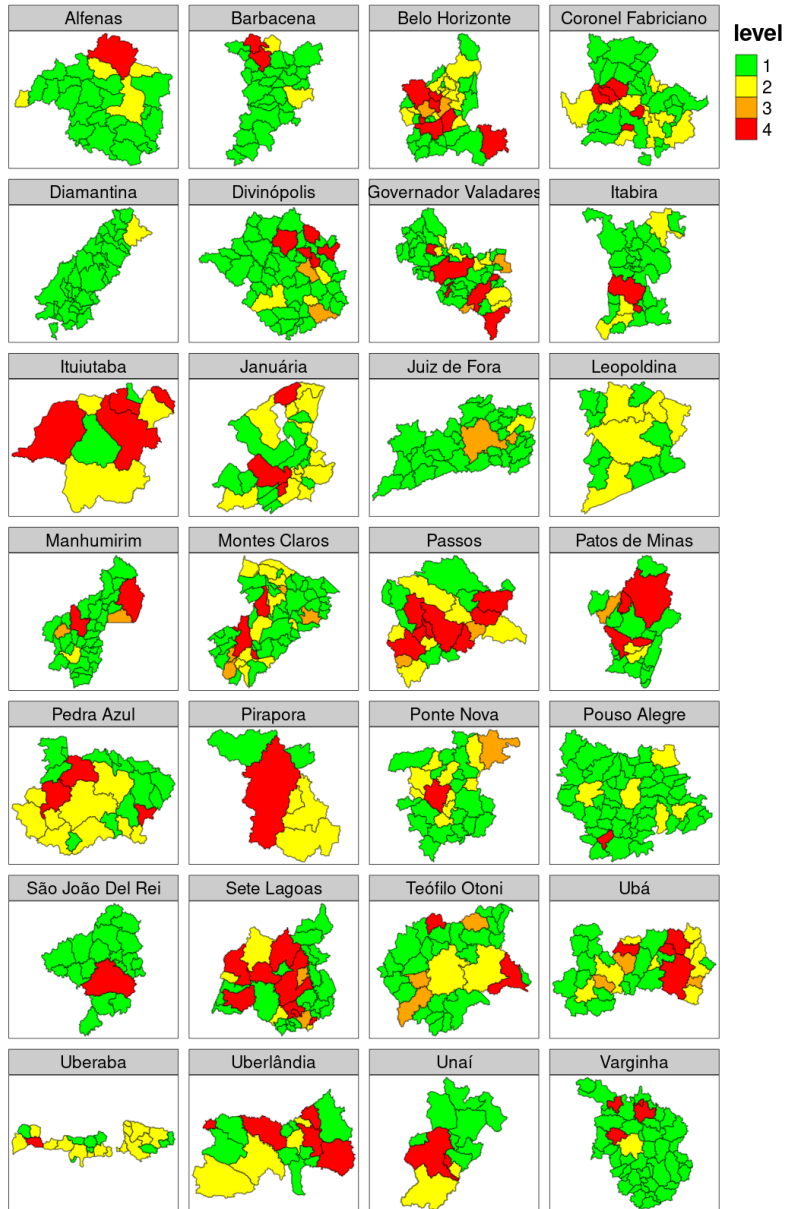 Alfenas
Barbacena
Belo Horizonte
Coronel Fabriciano
level
1
2
3
4
Diamantina
Divinópolis
Governador Valadares
Itabira
Ituiutaba
Januária
Juiz de Fora
Leopoldina
Manhumirim
Montes Claros
Passos
Patos de Minas
Pedra Azul
Pirapora
Ponte Nova
Pouso Alegre
São João Del Rei
Sete Lagoas
Teófilo Otoni
Ubá
Uberaba
Uberlândia
Unaí
Varginha